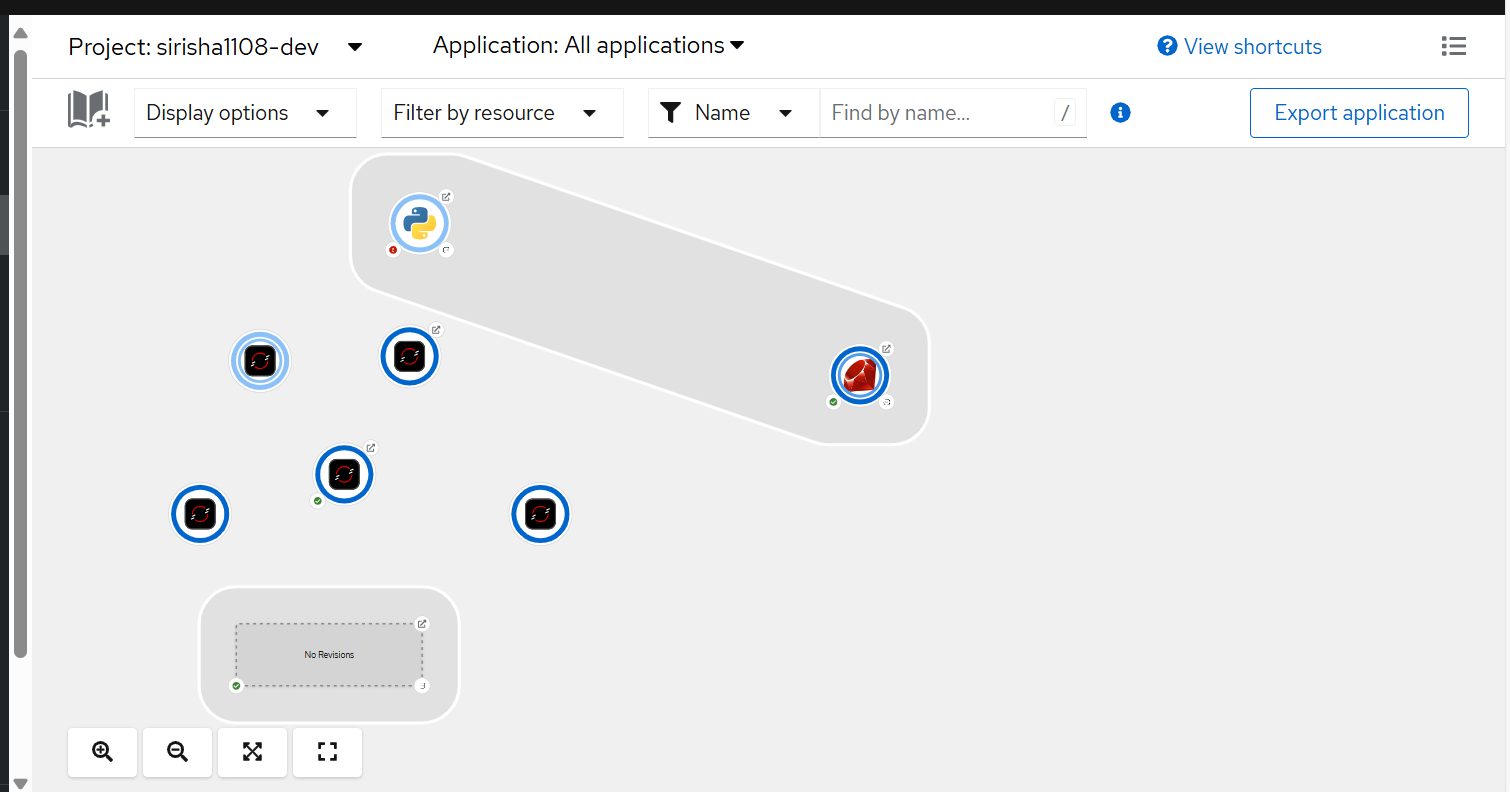 Project: sirisha1108-dev
Application: All applications
View shortcuts
Display options
Filter by resource
Name
Find by name...
/
Export application
No Revisions